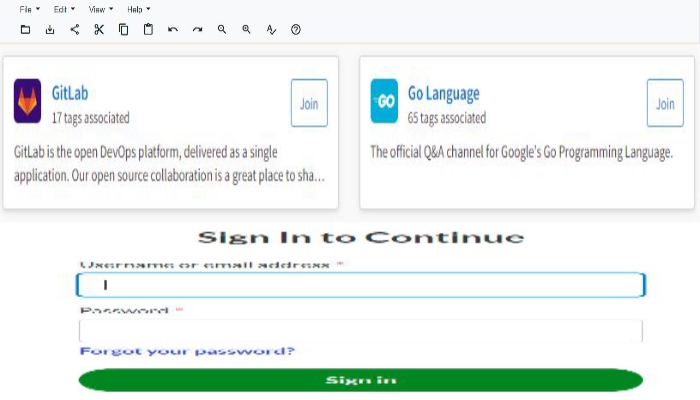 File Edit View Help
GitLab
17 tags associated
Join
GitLab is the open DevOps platform, delivered as a single
application. Our open source collaboration is a great place to sha...
GO
Go Language
65 tags associated
Join
The official Q&A channel for Google's Go Programming Language.
Sign In to Continue
Username or email address *
Password *
Forgot your password?
Sign in